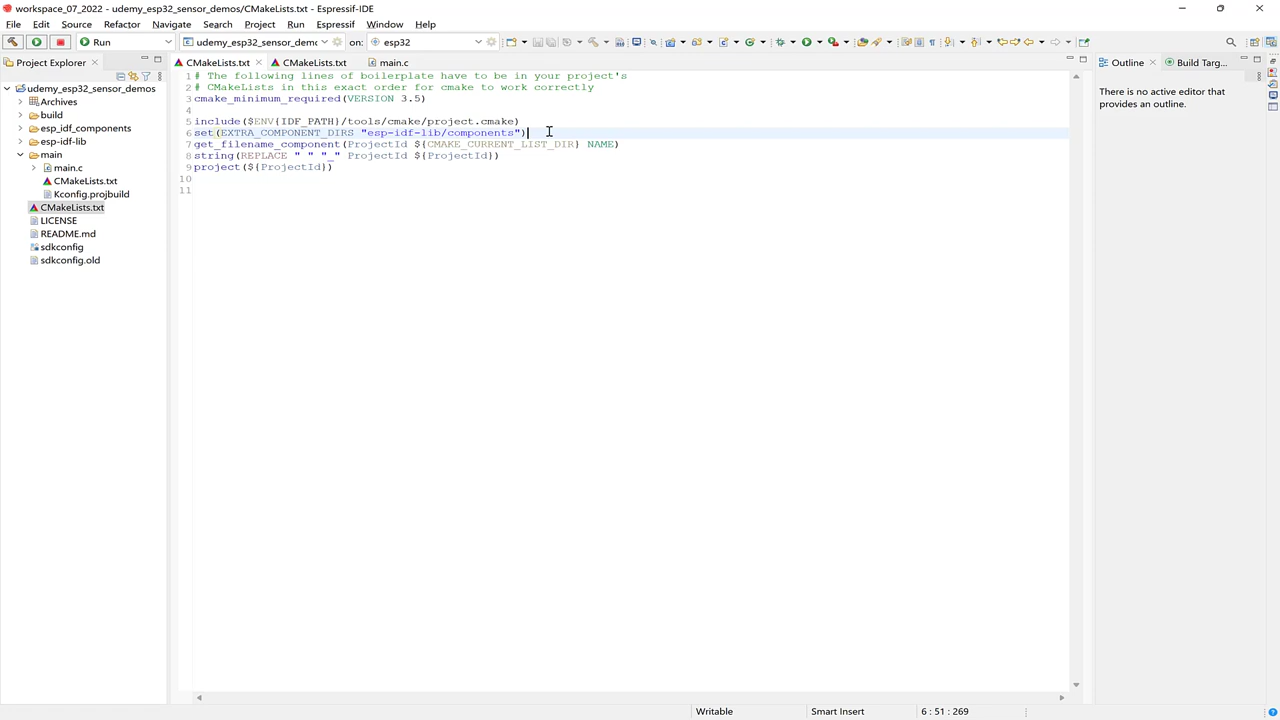 workspace_07_2022 - udemy_esp32_sensor_demos/CMakeLists.txt - Espressif-IDE
File Edit Source Refactor Navigate Search Project Run Espressif Window Help
Run udemy_esp32_sensor_demc on: esp32
Project Explorer
udemy_esp32_sensor_demos
Archives
build
esp_idf_components
esp-idf-lib
main
main.c
CMakeLists.txt
Kconfig.projbuild
CMakeLists.txt
LICENSE
README.md
sdkconfig
sdkconfig.old
CMakeLists.txt CMakeLists.txt main.c
1 # The following lines of boilerplate have to be in your project's
2 # CMakeLists in this exact order for cmake to work correctly
3 cmake_minimum_required(VERSION 3.5)
4
5 include($ENV{IDF_PATH}/tools/cmake/project.cmake)
6 set(EXTRA_COMPONENT_DIRS "esp-idf-lib/components")
7 get_filename_component(ProjectId ${CMAKE_CURRENT_LIST_DIR} NAME)
8 string(REPLACE " " "_" ProjectId ${ProjectId})
9 project(${ProjectId})
10
11
Outline Build Targ...
There is no active editor that
provides an outline.
Writable Smart Insert 6 : 51 : 269